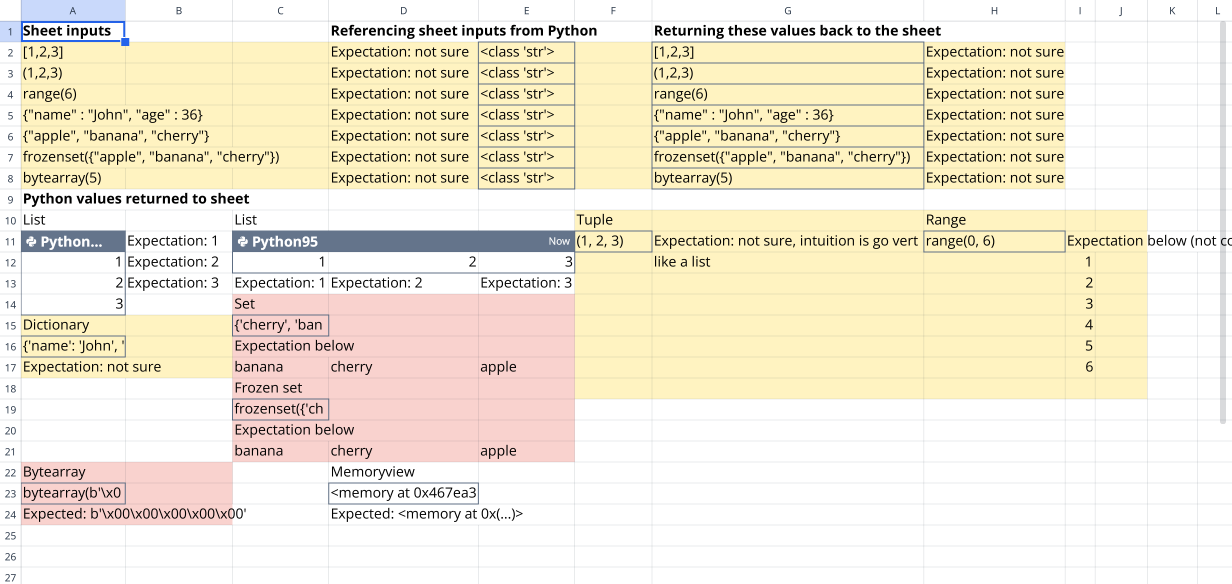 A B C D E F G H I J K L
1 Sheet inputs Referencing sheet inputs from Python Returning these values back to the sheet
2 [1,2,3] Expectation: not sure <class 'str'> [1,2,3] Expectation: not sure
3 (1,2,3) Expectation: not sure <class 'str'> (1,2,3) Expectation: not sure
4 range(6) Expectation: not sure <class 'str'> range(6) Expectation: not sure
5 {"name" : "John", "age" : 36} Expectation: not sure <class 'str'> {"name" : "John", "age" : 36} Expectation: not sure
6 {"apple", "banana", "cherry"} Expectation: not sure <class 'str'> {"apple", "banana", "cherry"} Expectation: not sure
7 frozenset({"apple", "banana", "cherry"}) Expectation: not sure <class 'str'> frozenset({"apple", "banana", "cherry"}) Expectation: not sure
8 bytearray(5) Expectation: not sure <class 'str'> bytearray(5) Expectation: not sure
9 Python values returned to sheet
10 List List Tuple Range
11 Python... Expectation: 1 Python95 Now (1, 2, 3) Expectation: not sure, intuition is go vert range(0, 6) Expectation below (not co
12 1 Expectation: 2 1 2 3 like a list 1
13 2 Expectation: 3 Expectation: 1 Expectation: 2 Expectation: 3 2
14 3 Set 3
15 Dictionary {'cherry', 'ban 4
16 {'name': 'John', ' Expectation below 5
17 Expectation: not sure banana cherry apple 6
18 Frozen set
19 frozenset({'ch
20 Expectation below
21 banana cherry apple
22 Bytearray Memoryview
23 bytearray(b'\x0 <memory at 0x467ea3
24 Expected: b'\x00\x00\x00\x00\x00' Expected: <memory at 0x(...)>
25
26
27